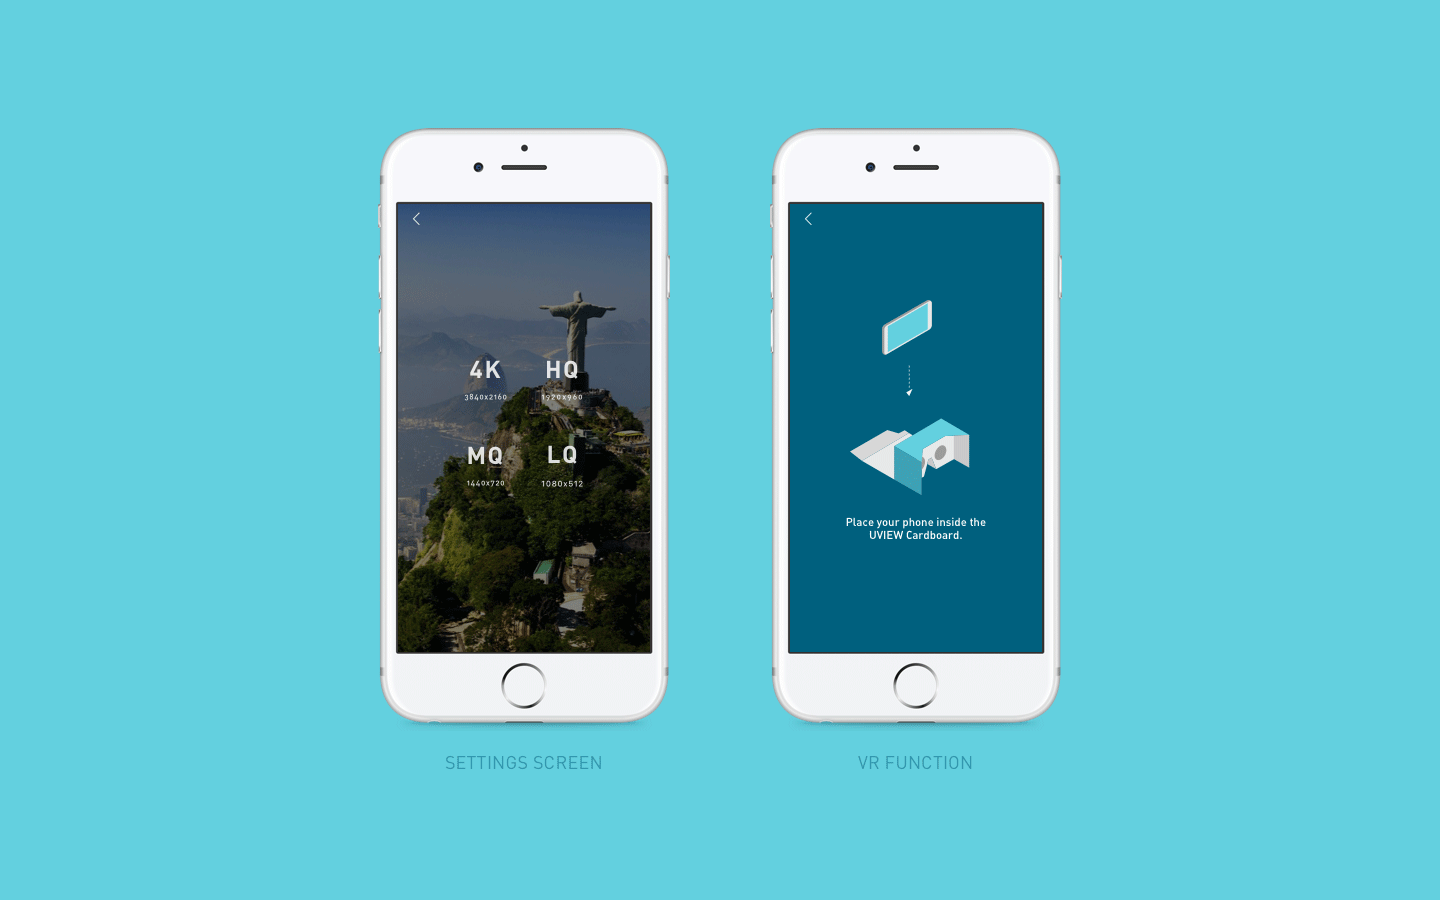 4K
HQ
3840x2160
1920x960
MQ
LQ
1440x720
1080x512
Place your phone inside the
UVIEW Cardboard.
SETTINGS SCREEN
VR FUNCTION